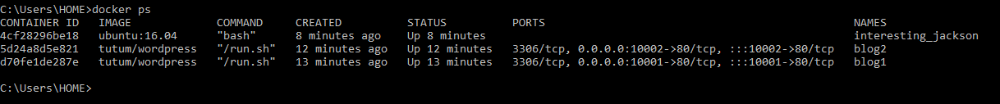 C:\Users\HOME>docker ps
CONTAINER ID   IMAGE             COMMAND     CREATED          STATUS          PORTS                                                NAMES
4cf28296be18   ubuntu:16.04      "bash"      8 minutes ago    Up 8 minutes                                                         interesting_jackson
5d24a8d5e821   tutum/wordpress   "/run.sh"   12 minutes ago   Up 12 minutes   3306/tcp, 0.0.0.0:10002->80/tcp, :::10002->80/tcp   blog2
d70fe1de287e   tutum/wordpress   "/run.sh"   13 minutes ago   Up 13 minutes   3306/tcp, 0.0.0.0:10001->80/tcp, :::10001->80/tcp   blog1
C:\Users\HOME>